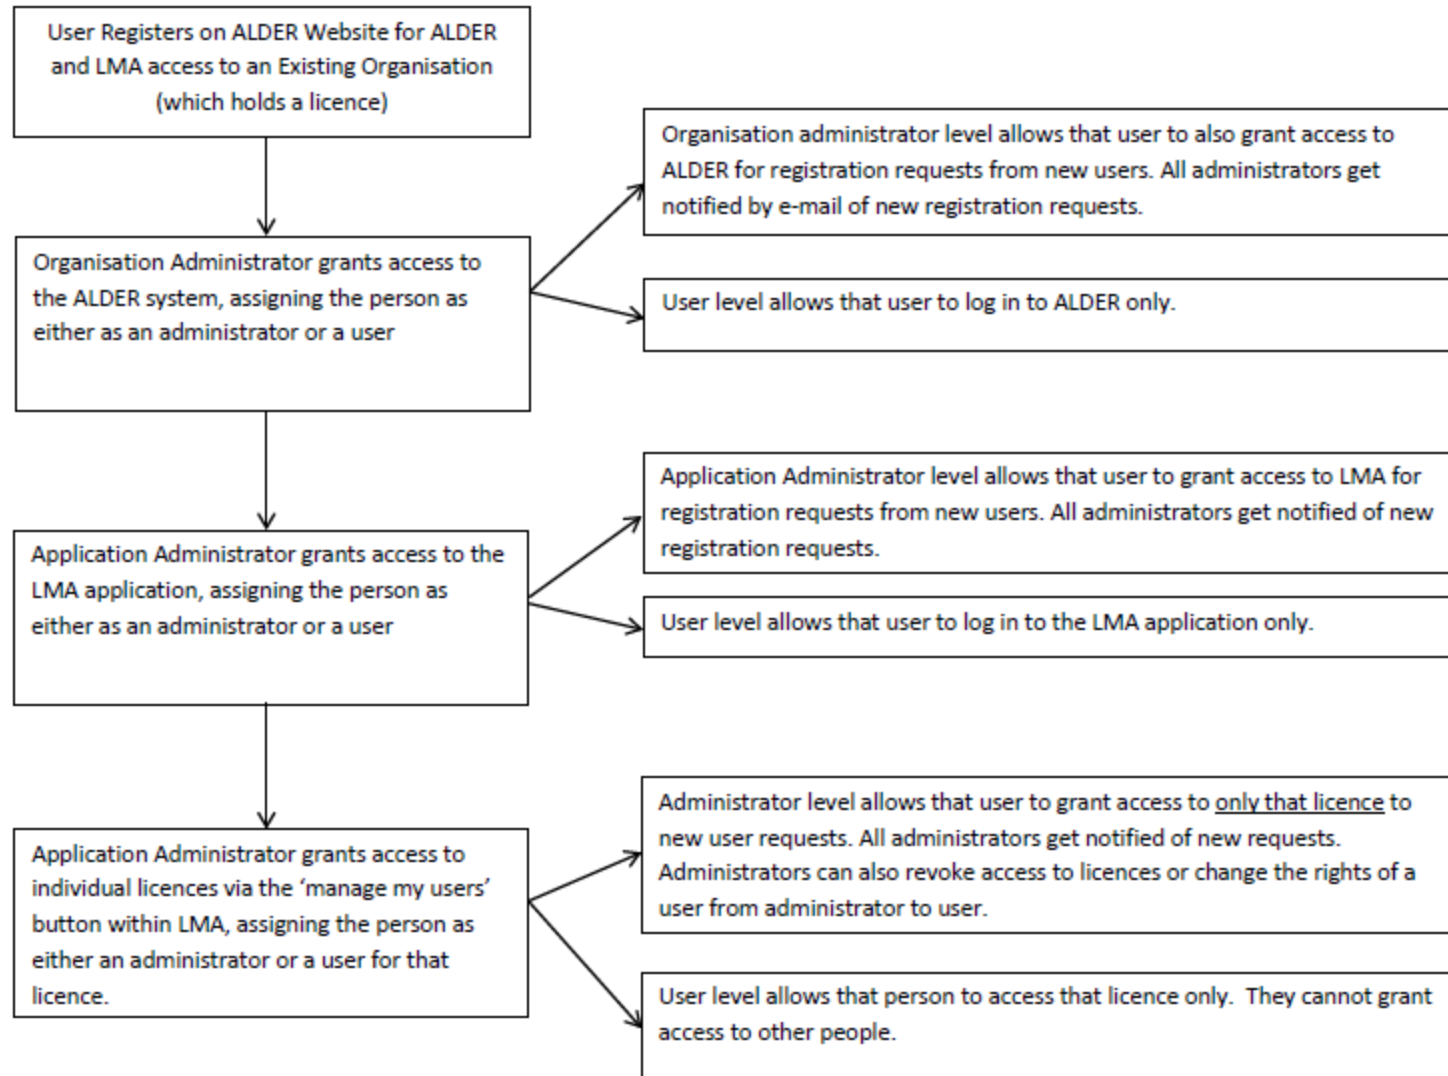 User Registers on ALDER Website for ALDER
and LMA access to an Existing Organisation
(which holds a licence)
Organisation administrator level allows that user to also grant access to
ALDER for registration requests from new users. All administrators get
notified by e-mail of new registration requests.
Organisation Administrator grants access to
the ALDER system, assigning the person as
either as an administrator or a user
User level allows that user to log in to ALDER only.
Application Administrator level allows that user to grant access to LMA for
registration requests from new users. All administrators get notified of new
registration requests.
Application Administrator grants access to the
LMA application, assigning the person as
either as an administrator or a user
User level allows that user to log in to the LMA application only.
Administrator level allows that user to grant access to only that licence to
new user requests. All administrators get notified of new requests.
Administrators can also revoke access to licences or change the rights of a
user from administrator to user.
Application Administrator grants access to
individual licences via the ‘manage my users’
button within LMA, assigning the person as
either an administrator or a user for that
licence.
User level allows that person to access that licence only.  They cannot grant
access to other people.